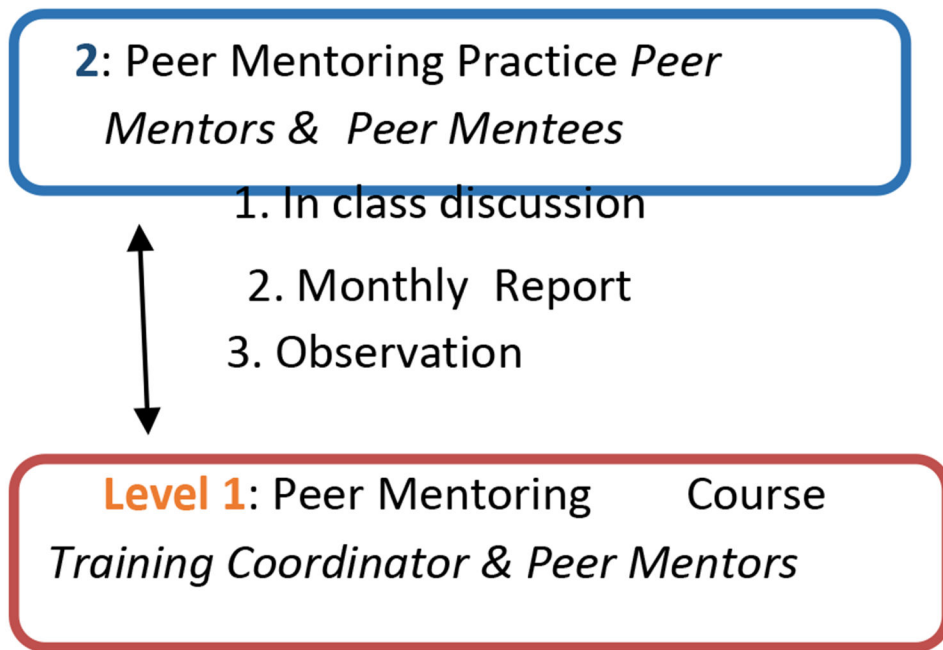 2: Peer Mentoring Practice Peer
Mentors & Peer Mentees
1. In class discussion
2. Monthly Report
3. Observation
Level 1: Peer Mentoring Course
Training Coordinator & Peer Mentors